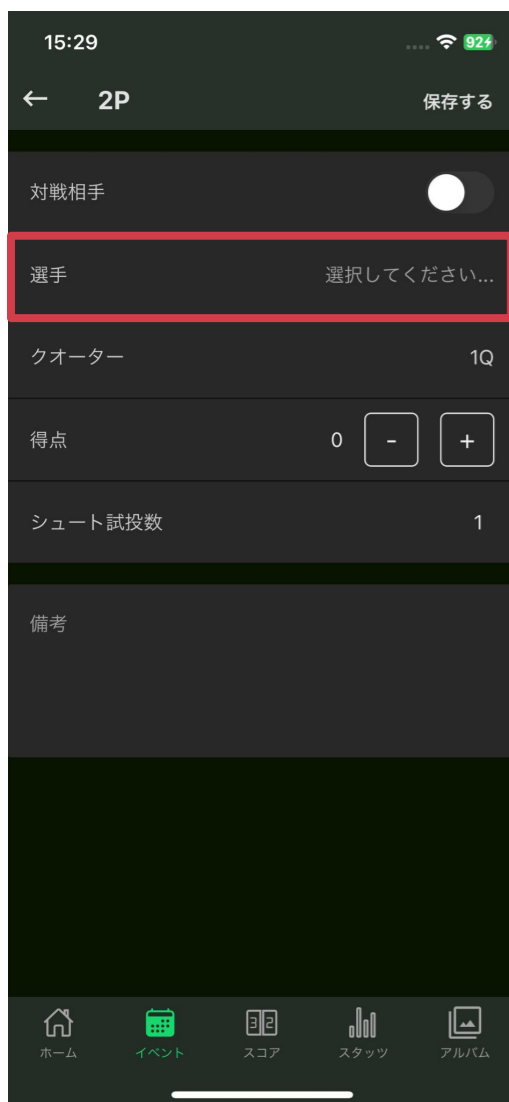 15:29
92
← 2P 保存する
対戦相手
選手 選択してください...
クオーター 1Q
得点 0 - +
シュート試投数 1
備考
ホーム イベント スコア スタッツ アルバム